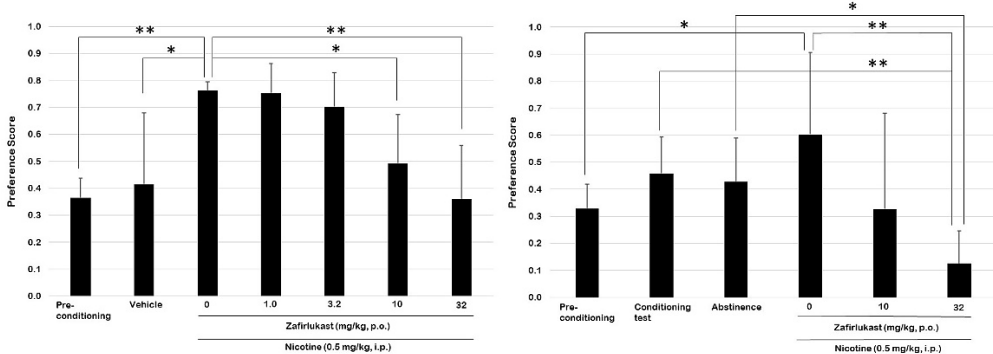 **
**
*
*
1.0
0.9
0.8
0.7
0.6
0.5
0.4
0.3
0.2
0.1
0.0
Preference Score
Pre-
conditioning
Vehicle
0
1.0
3.2
10
32
Zafirlukast (mg/kg, p.o.)
Nicotine (0.5 mg/kg, i.p.)
*
*
**
**
1.0
0.9
0.8
0.7
0.6
0.5
0.4
0.3
0.2
0.1
0.0
Preference Score
Pre-
conditioning
Conditioning
test
Abstinence
0
10
32
Zafirlukast (mg/kg, p.o.)
Nicotine (0.5 mg/kg, i.p.)